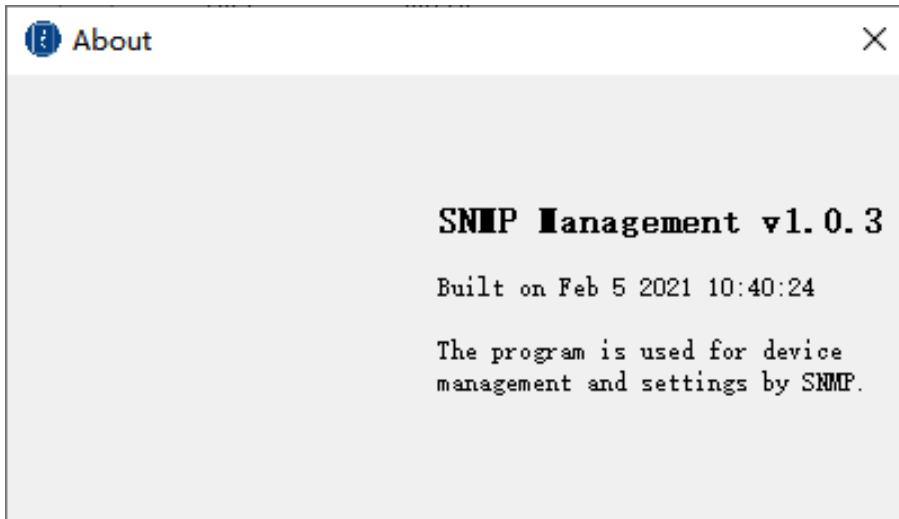 About
SNMP Management v1.0.3
Built on Feb 5 2021 10:40:24
The program is used for device
management and settings by SNMP.